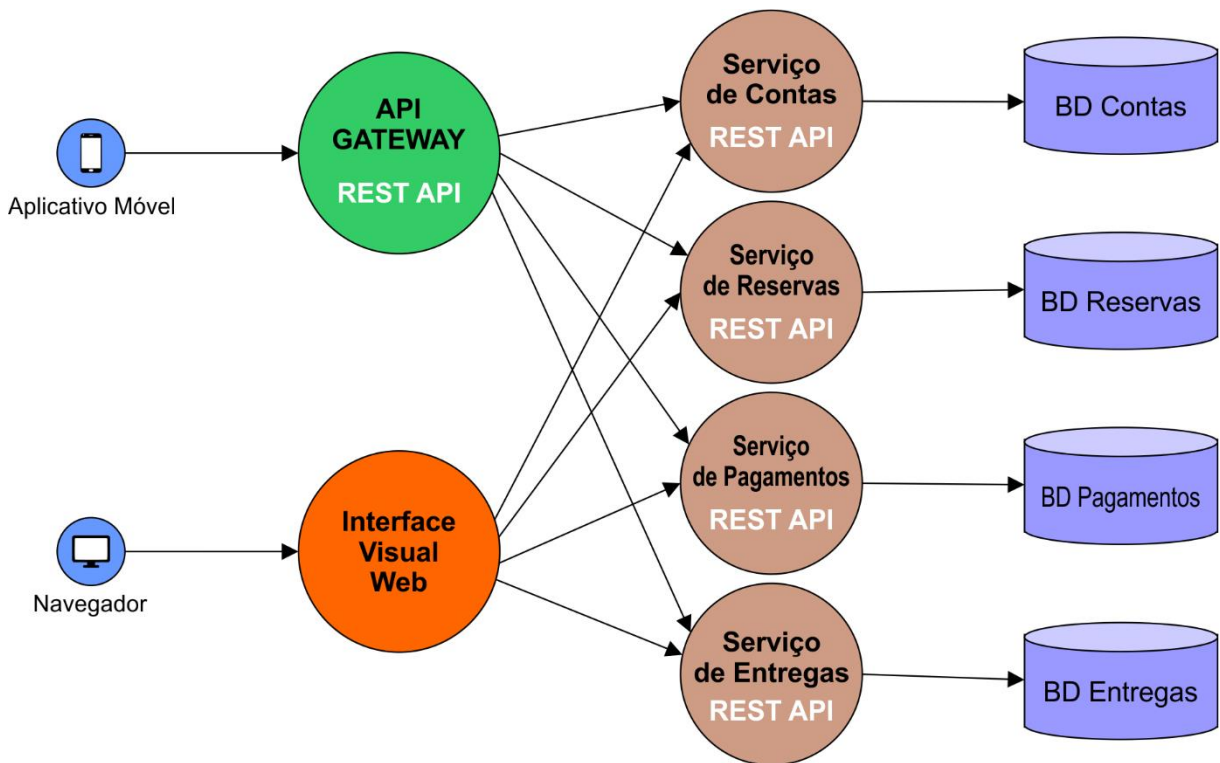 Aplicativo Móvel
API
GATEWAY
REST API
Serviço
de Contas
REST API
BD Contas
Serviço
de Reservas
REST API
BD Reservas
Navegador
Interface
Visual
Web
Serviço
de Pagamentos
REST API
BD Pagamentos
Serviço
de Entregas
REST API
BD Entregas